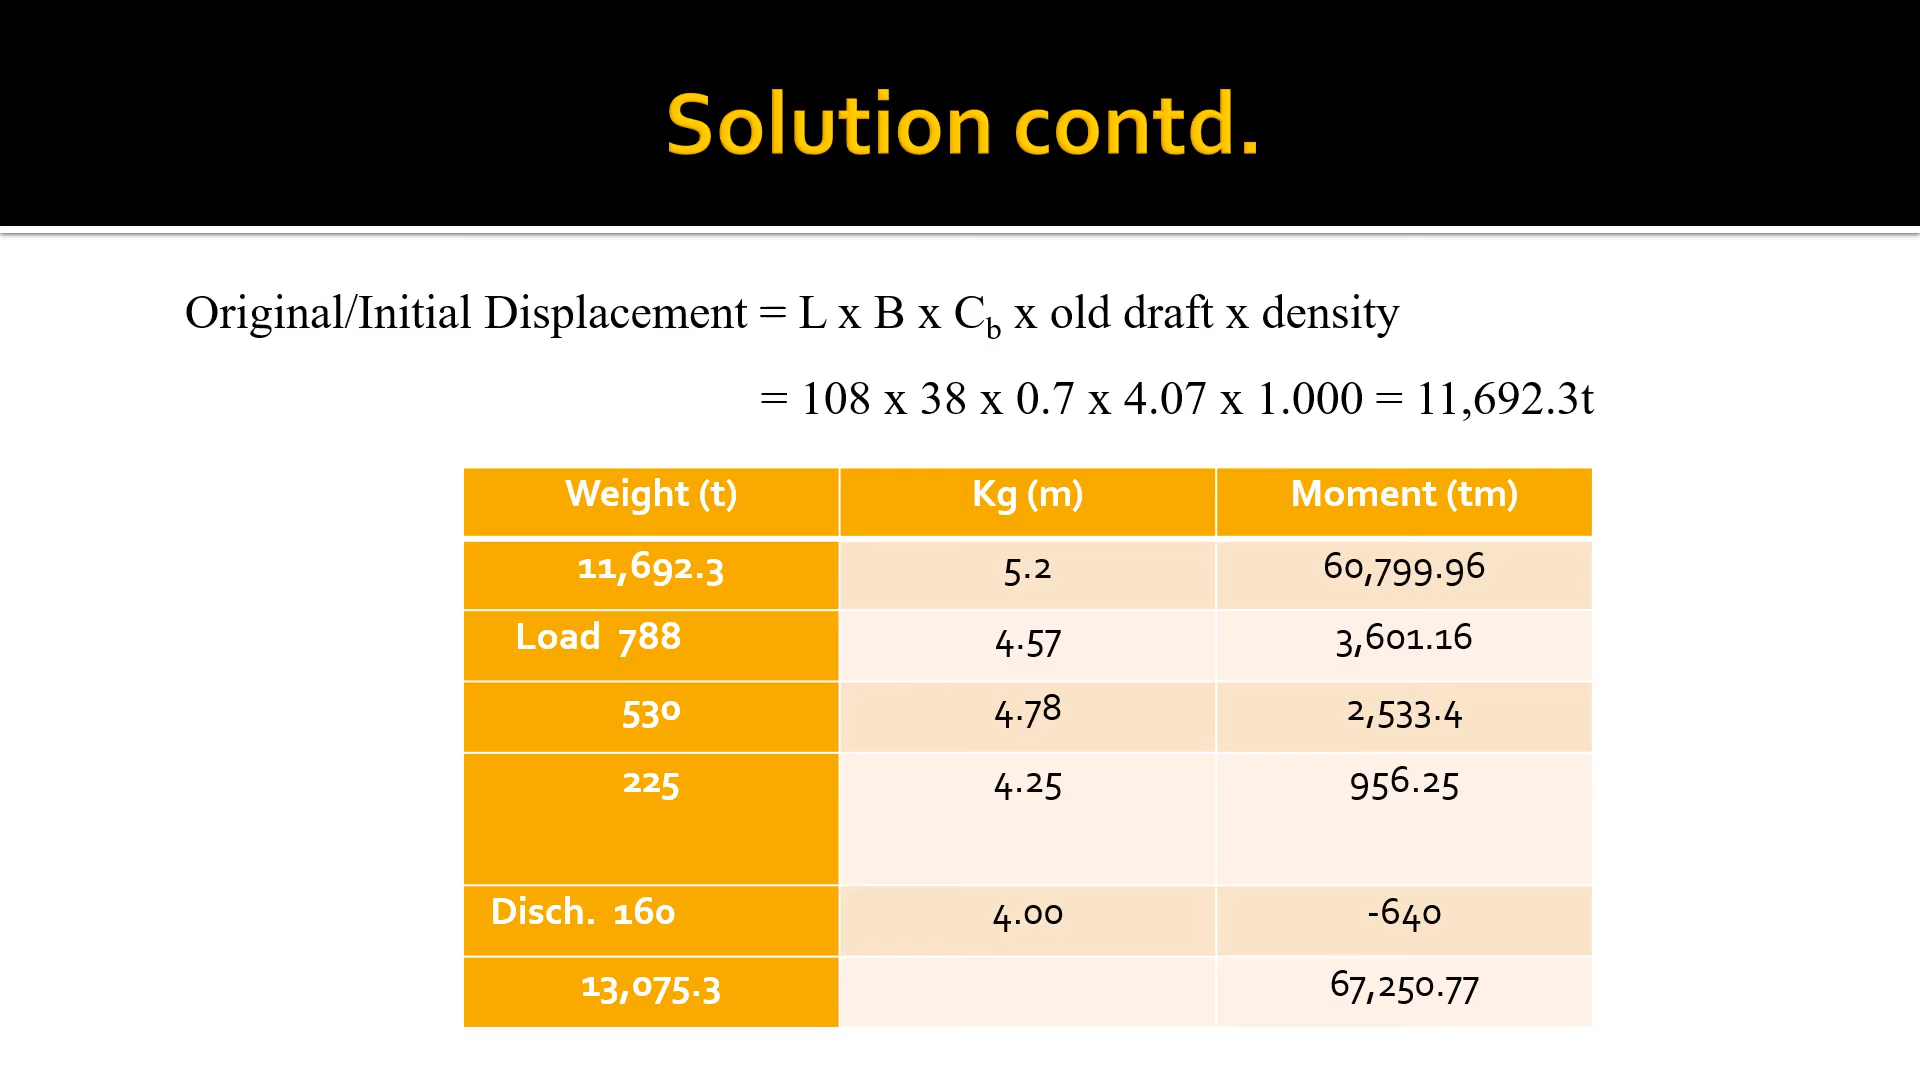 Solution contd.
Original/Initial Displacement = L x B x Cb x old draft x density
= 108 x 38 x 0.7 x 4.07 x 1.000 = 11,692.3t
Weight (t) Kg (m) Moment (tm)
11,692.3 5.2 60,799.96
Load 788 4.57 3,601.16
530 4.78 2,533.4
225 4.25 956.25
Disch. 160 4.00 -640
13,075.3 67,250.77